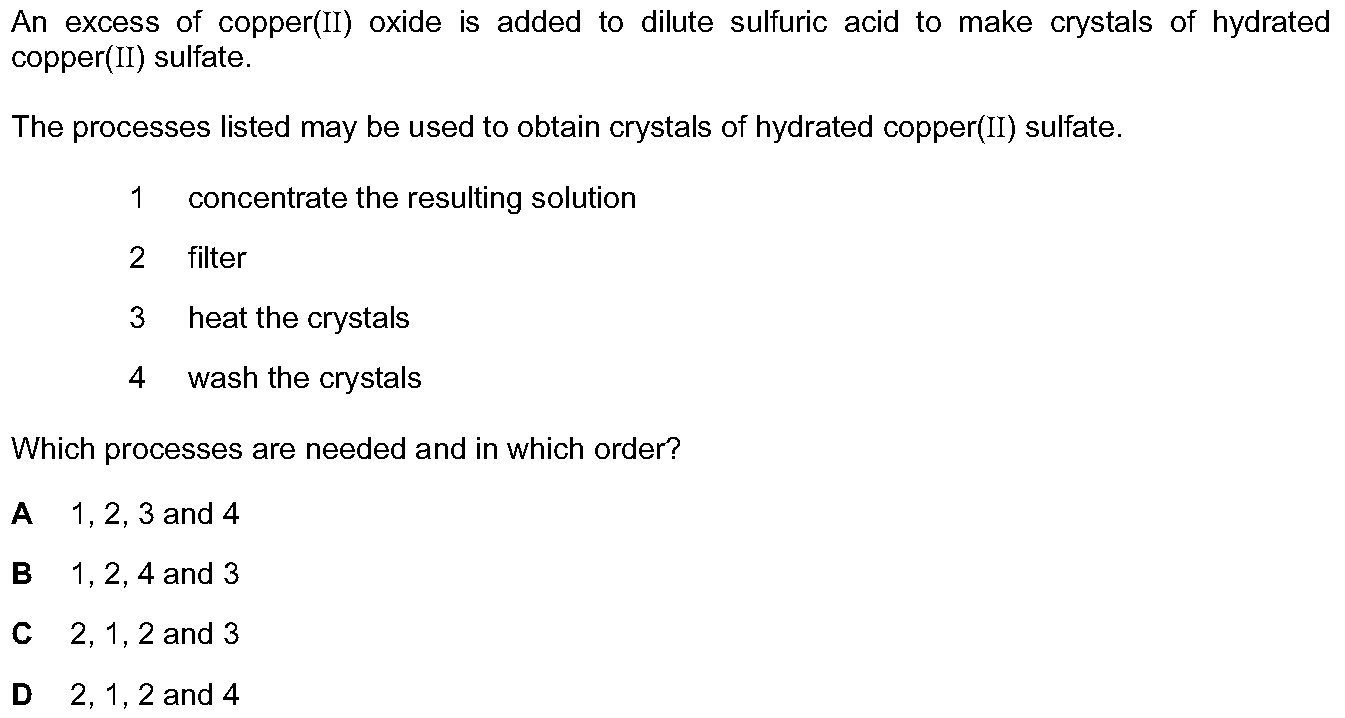 An excess of copper(II) oxide is added to dilute sulfuric acid to make crystals of hydrated
copper(II) sulfate.
The processes listed may be used to obtain crystals of hydrated copper(II) sulfate.
1 concentrate the resulting solution
2 filter
3 heat the crystals
4 wash the crystals
Which processes are needed and in which order?
A 1, 2, 3 and 4
B 1, 2, 4 and 3
C 2, 1, 2 and 3
D 2, 1, 2 and 4